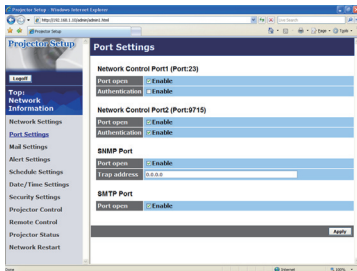 Projector Setup - Windows Internet Explorer
http://192.168.1.10/admin/admin1.html
Live Search
Projector Setup
Page
Tools
Projector Setup
Logoff
Top:
Network
Information
Network Settings
Port Settings
Mail Settings
Alert Settings
Schedule Settings
Date/Time Settings
Security Settings
Projector Control
Remote Control
Projector Status
Network Restart
Port Settings
Network Control Port1 (Port:23)
Port open Enable
Authentication Enable
Network Control Port2 (Port:9715)
Port open Enable
Authentication Enable
SNMP Port
Port open Enable
Trap address 0.0.0.0
SMTP Port
Port open Enable
Apply
Done
Internet
100%